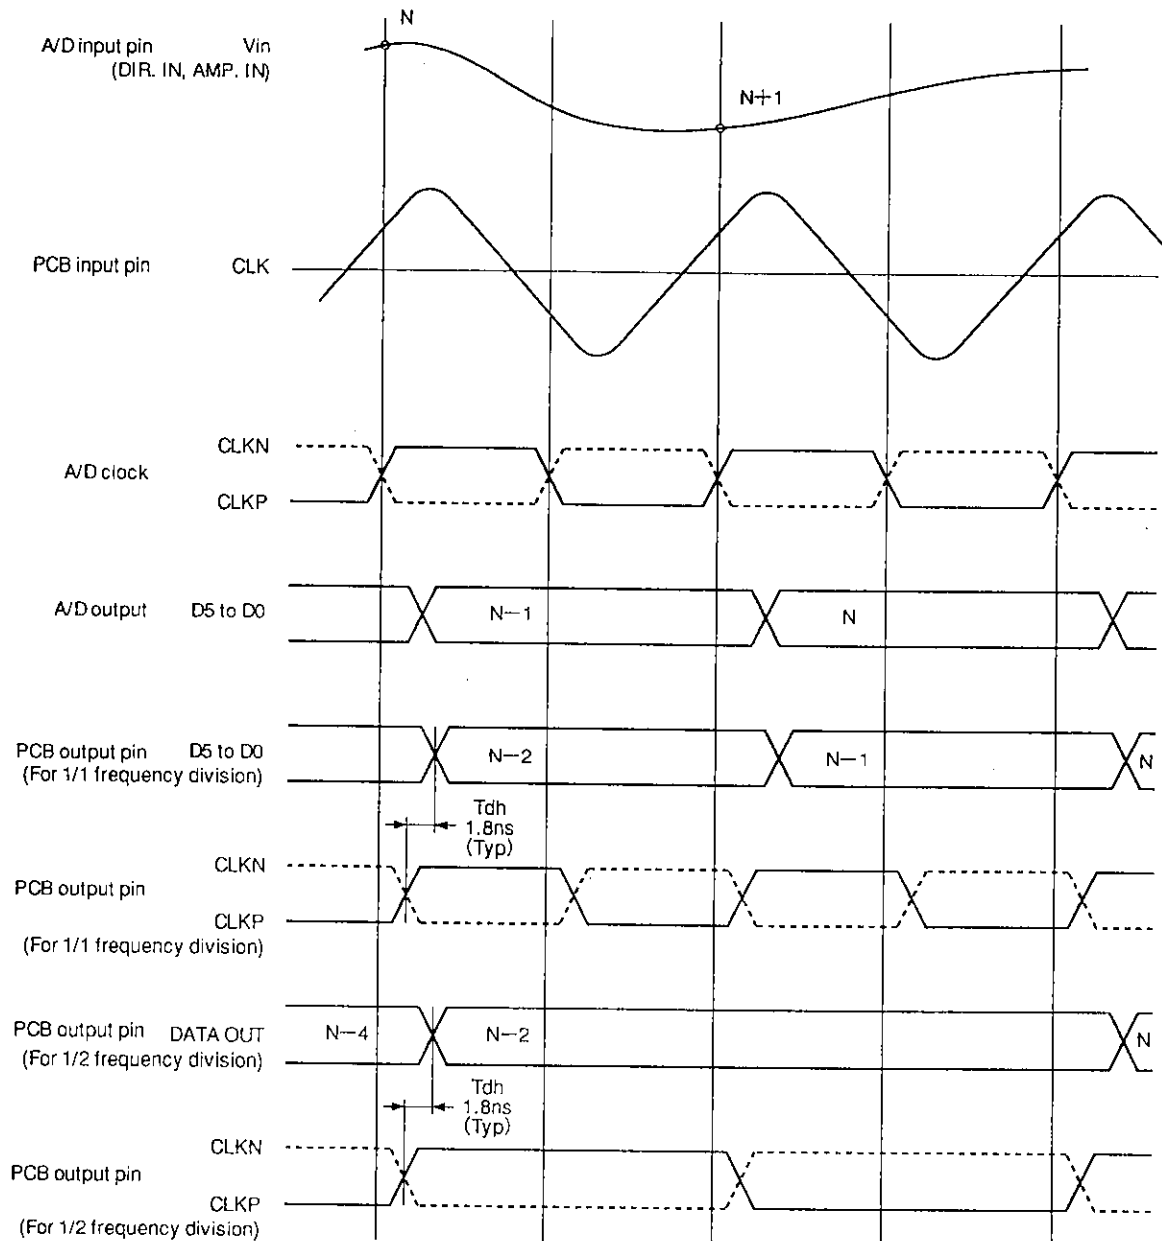 N
A/D input pin Vin
(DIR. IN, AMP. IN)
N+1
PCB input pin CLK
CLKN
A/D clock
CLKP
A/D output D5 to D0 N−1 N
PCB output pin D5 to D0 N−2 N−1 N
(For 1/1 frequency division)
Tdh
1.8ns
(Typ)
CLKN
PCB output pin
CLKP
(For 1/1 frequency division)
PCB output pin DATA OUT N−4 N−2 N
(For 1/2 frequency division)
Tdh
1.8ns
(Typ)
CLKN
PCB output pin
CLKP
(For 1/2 frequency division)